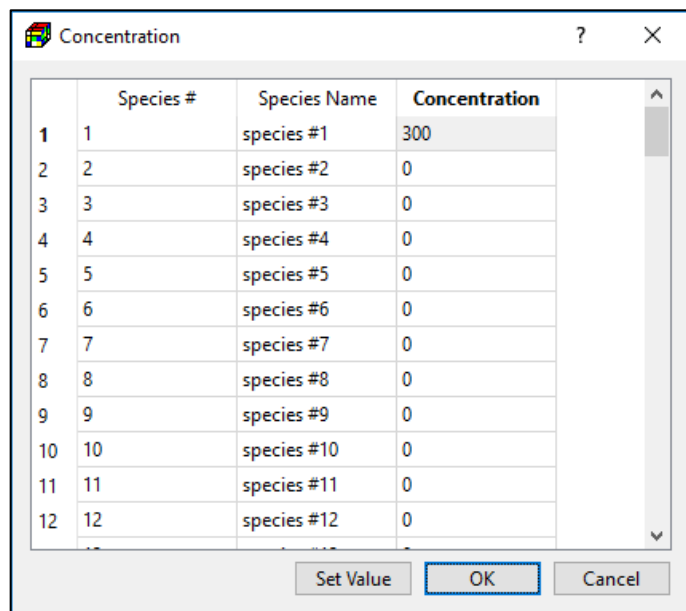 Concentration ?
Species # Species Name Concentration
1 1 species #1 300
2 2 species #2 0
3 3 species #3 0
4 4 species #4 0
5 5 species #5 0
6 6 species #6 0
7 7 species #7 0
8 8 species #8 0
9 9 species #9 0
10 10 species #10 0
11 11 species #11 0
12 12 species #12 0
Set Value OK Cancel